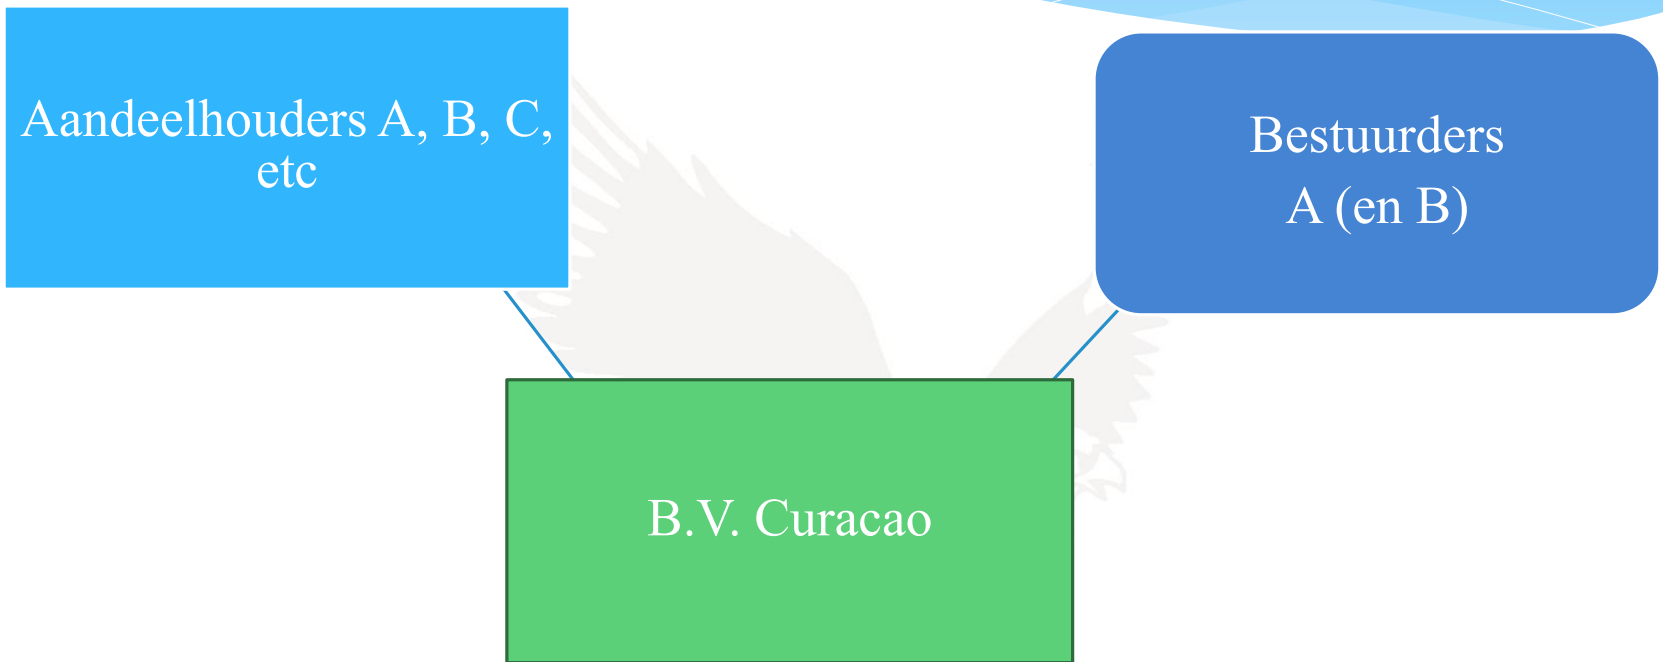 Aandeelhouders A, B, C,
etc
Bestuurders
A (en B)
B.V. Curacao